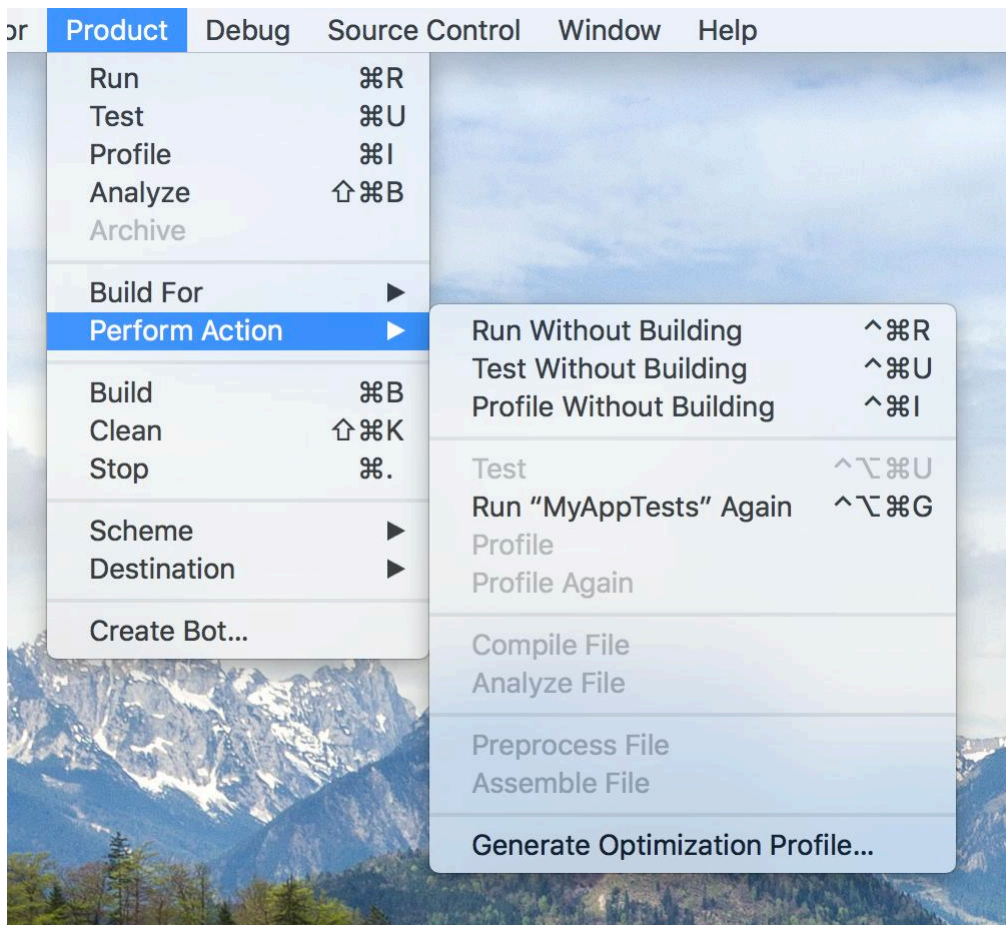 or Product Debug Source Control Window Help
Run ⌘R
Test ⌘U
Profile ⌘I
Analyze ⇧⌘B
Archive
Build For ▶
Perform Action ▶
Build ⌘B
Clean ⇧⌘K
Stop ⌘.
Scheme ▶
Destination ▶
Create Bot...
Run Without Building ^⌘R
Test Without Building ^⌘U
Profile Without Building ^⌘I
Test ^⌥⌘U
Run “MyAppTests” Again ^⌥⌘G
Profile
Profile Again
Compile File
Analyze File
Preprocess File
Assemble File
Generate Optimization Profile...